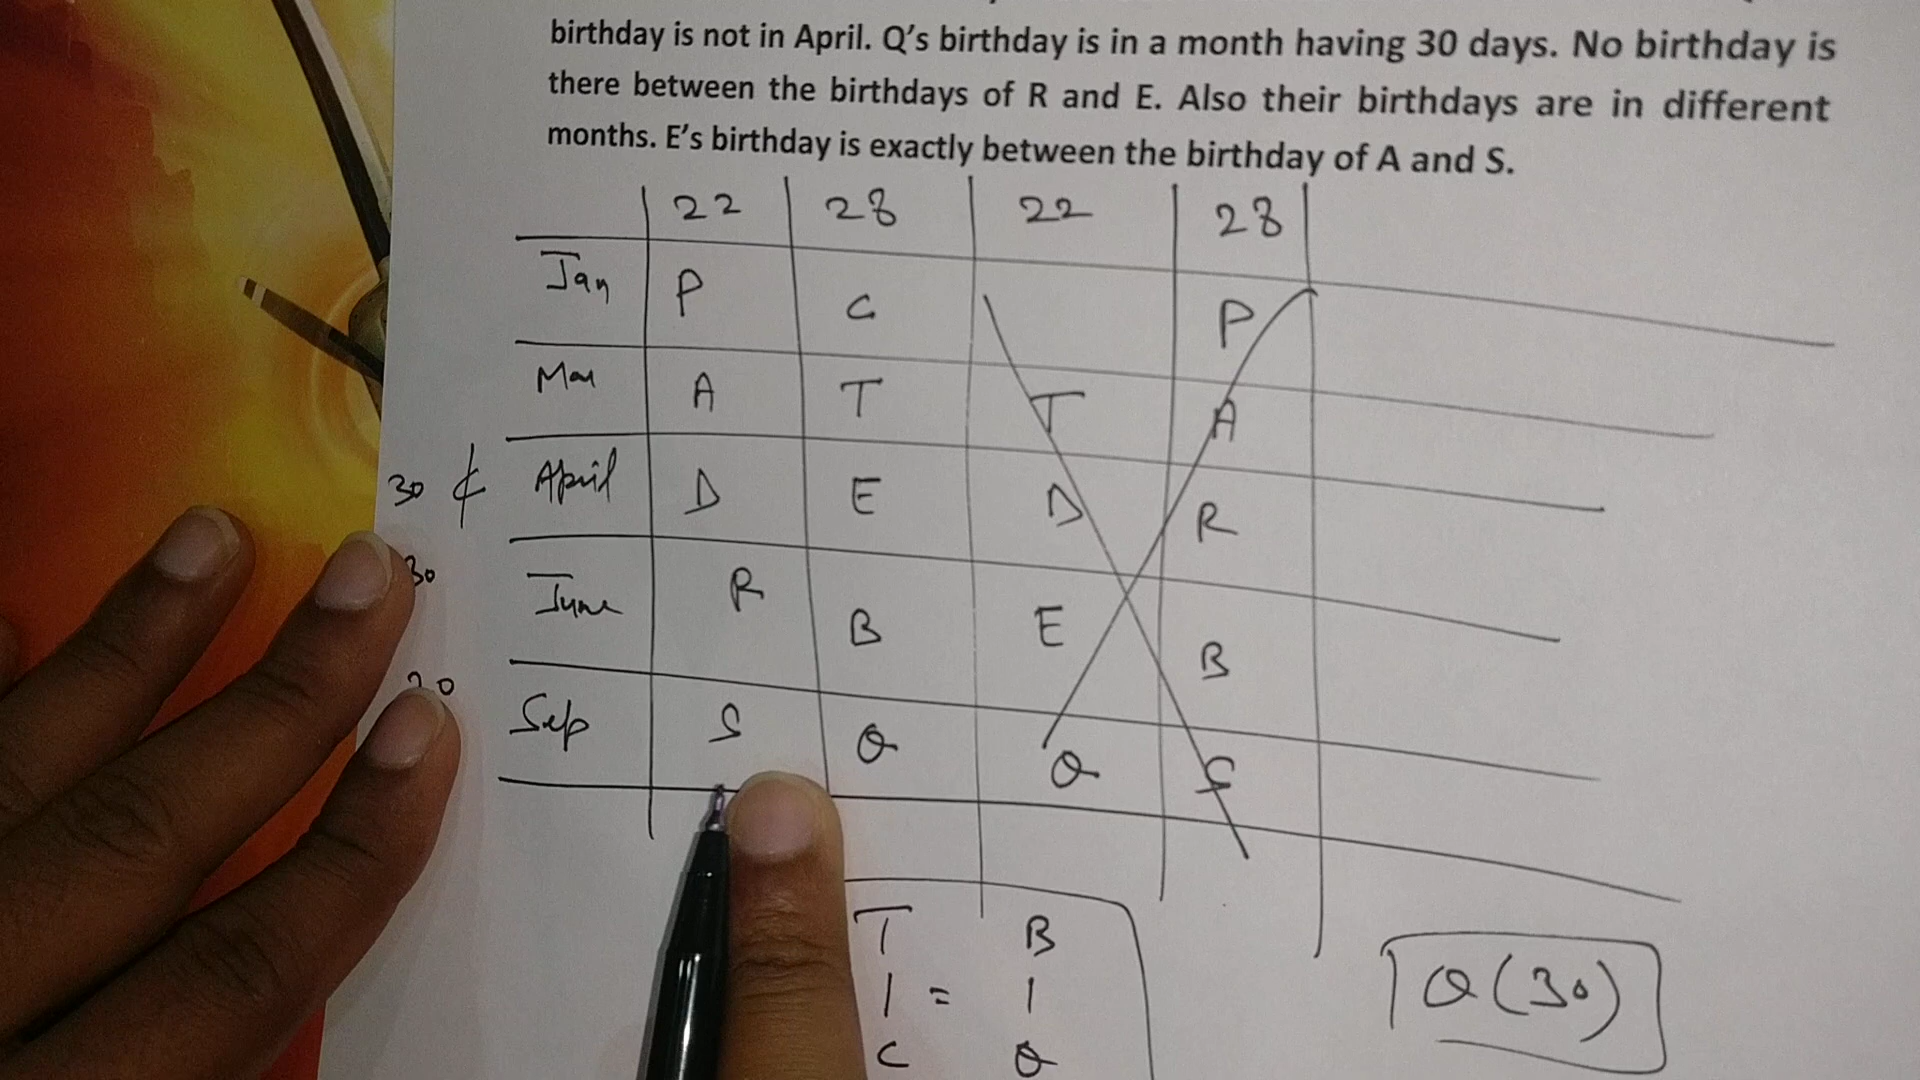 birthday is not in April. Q's birthday is in a month having 30 days. No birthday is
there between the birthdays of R and E. Also their birthdays are in different
months. E's birthday is exactly between the birthday of A and S.
22 28 22 28
Jan P C P
Mar A T T A
30 April D E D R
30 June R B E B
30 Sep S Q Q S
T B
| = |
C Q
Q (30)